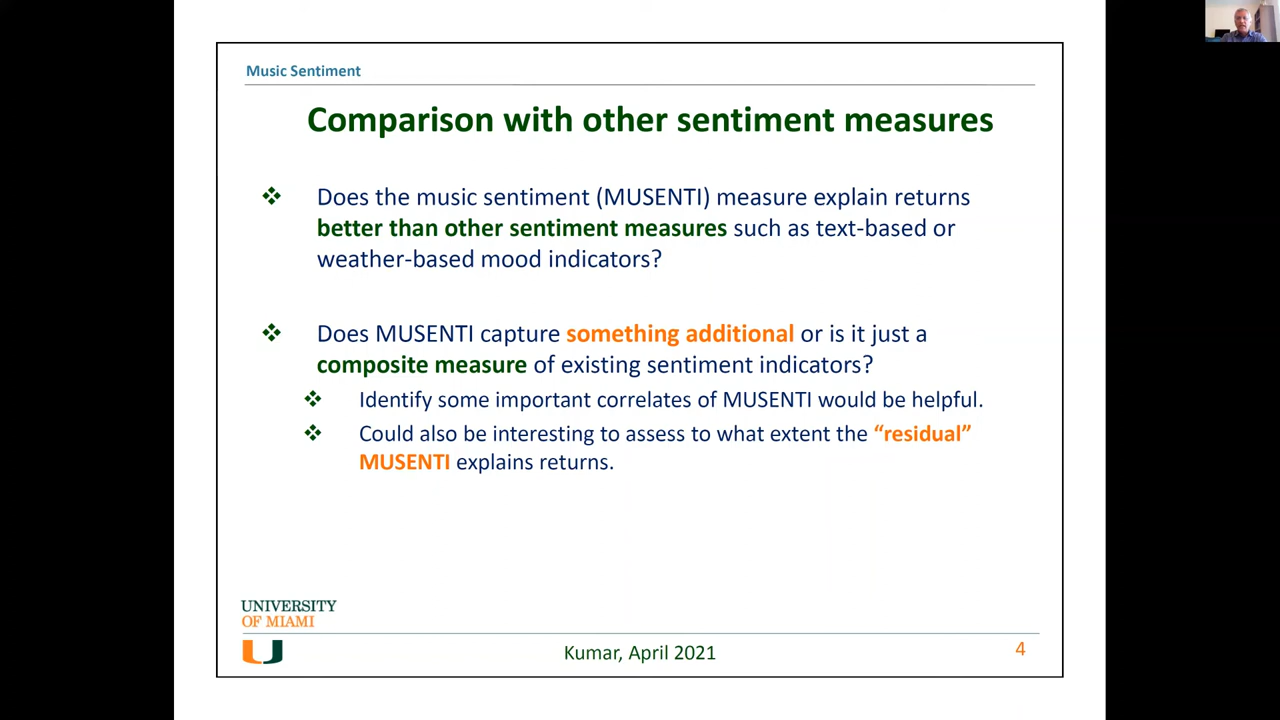 Music Sentiment
Comparison with other sentiment measures
Does the music sentiment (MUSENTI) measure explain returns
better than other sentiment measures such as text-based or
weather-based mood indicators?
Does MUSENTI capture something additional or is it just a
composite measure of existing sentiment indicators?
Identify some important correlates of MUSENTI would be helpful.
Could also be interesting to assess to what extent the “residual”
MUSENTI explains returns.
UNIVERSITY
OF MIAMI
Kumar, April 2021
4